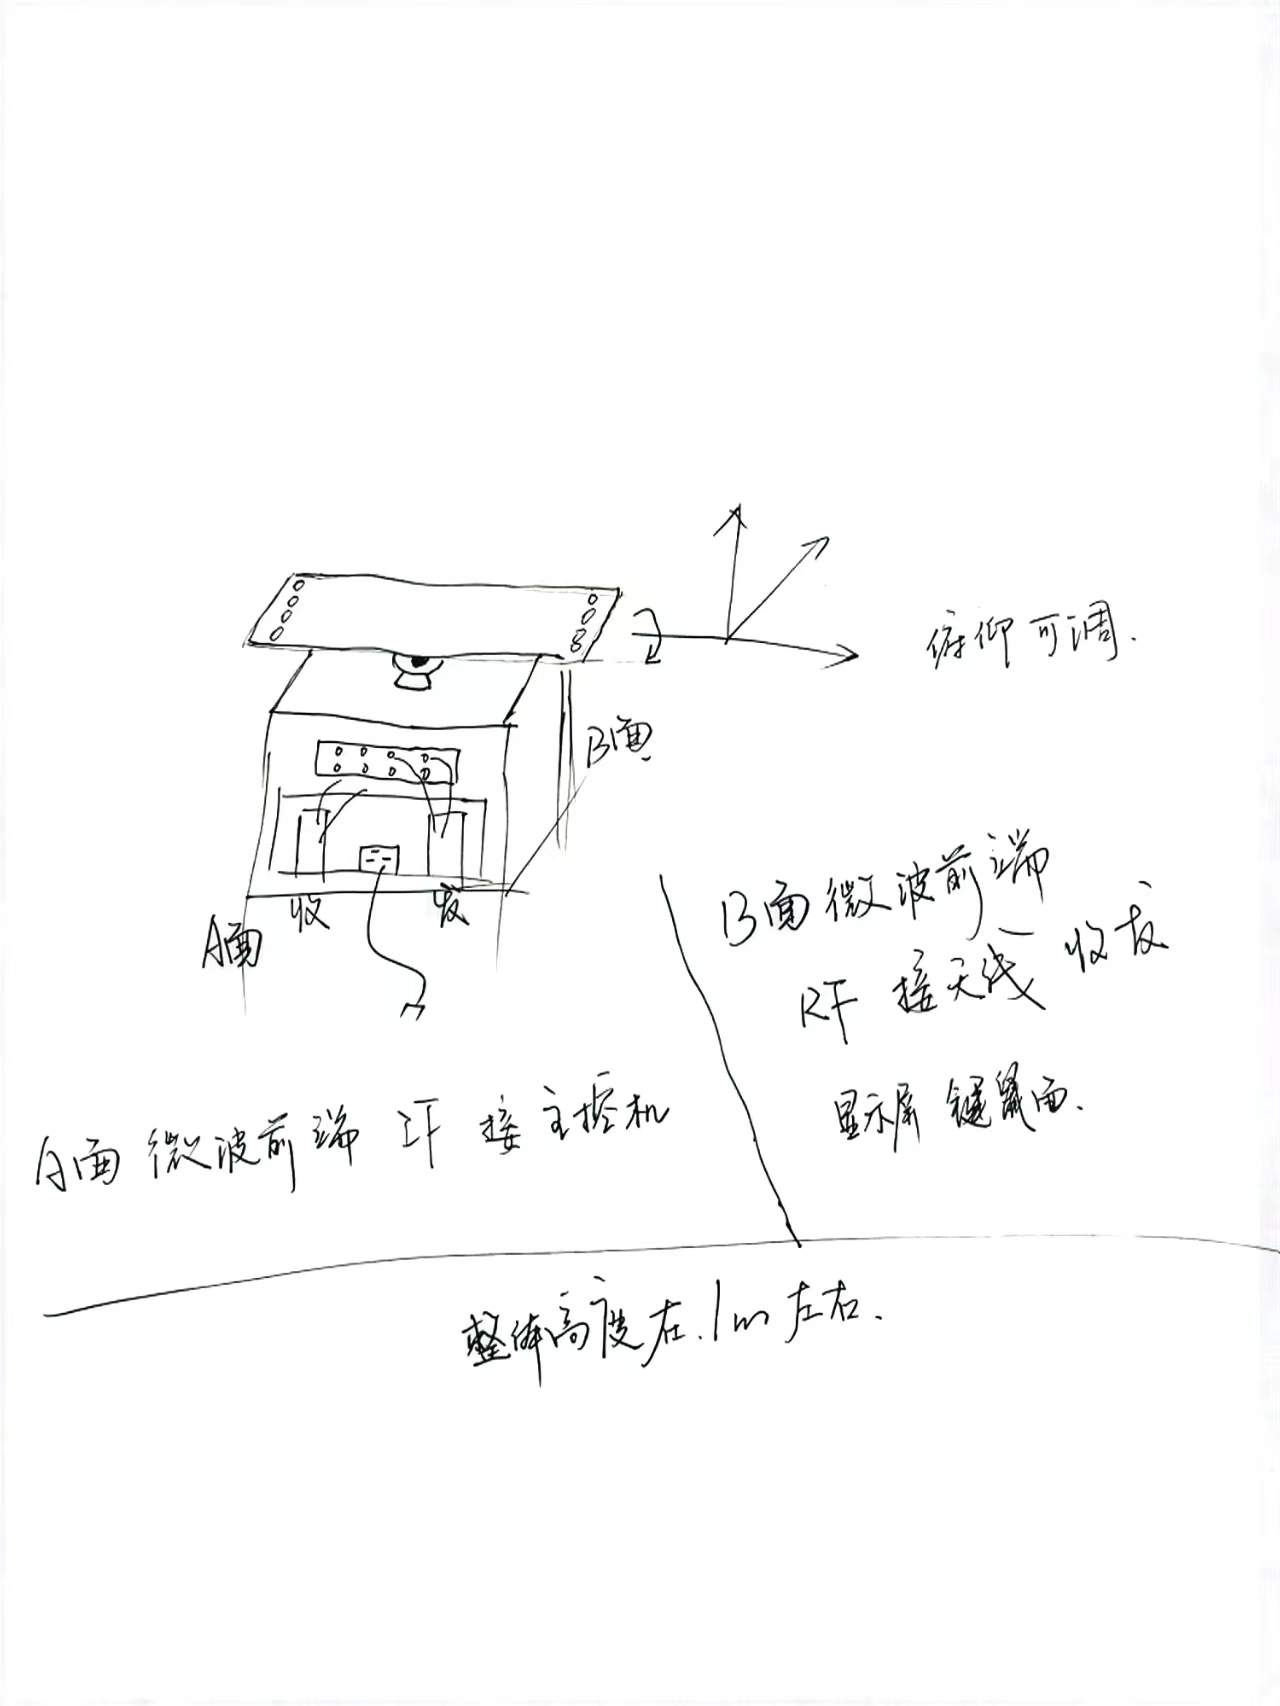 俯仰可调.
B面
收 发
A面
B面微波前端
RF 接天线 收发
显示屏 键鼠面.
A面 微波前端 IF 接 主控机
整体高度在.1m左右.